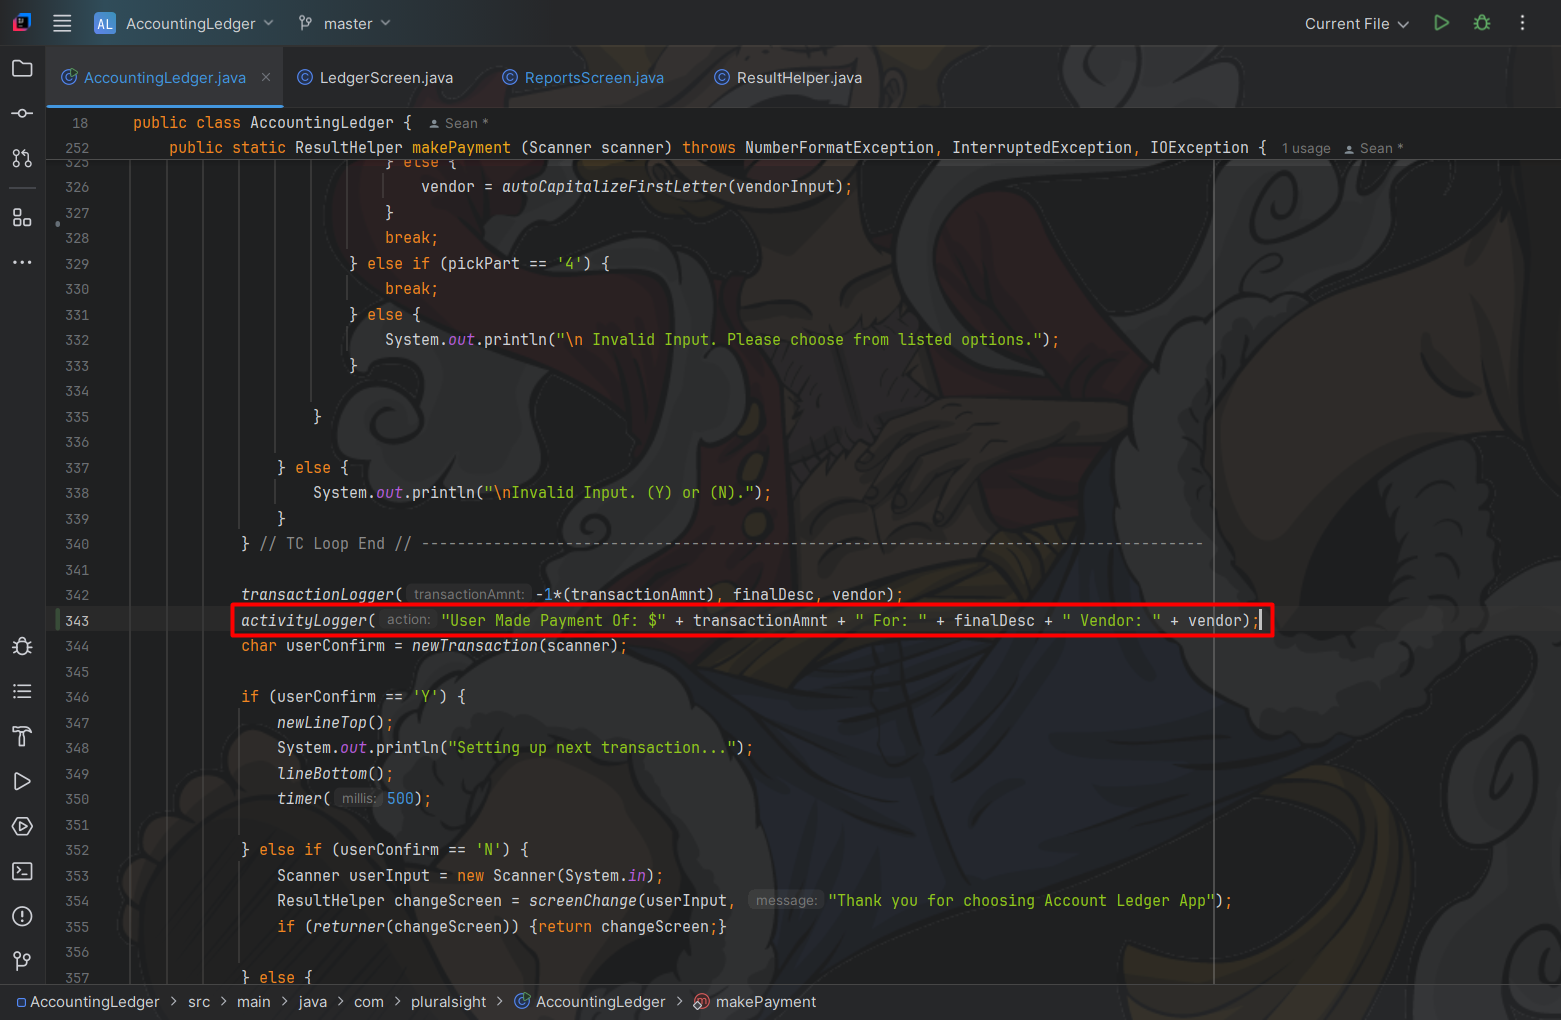 AL AccountingLedger master Current File
AccountingLedger.java LedgerScreen.java ReportsScreen.java ResultHelper.java
18 public class AccountingLedger { Sean *
252 public static ResultHelper makePayment (Scanner scanner) throws NumberFormatException, InterruptedException, IOException { 1 usage Sean *
325 } else {
326 vendor = autoCapitalizeFirstLetter(vendorInput);
327 }
328 break;
329 } else if (pickPart == '4') {
330 break;
331 } else {
332 System.out.println("\n Invalid Input. Please choose from listed options.");
333 }
334
335 }
336
337 } else {
338 System.out.println("\nInvalid Input. (Y) or (N).");
339 }
340 } // TC Loop End // ---------------------------------------------------------------------------------------
341
342 transactionLogger( transactionAmnt: -1*(transactionAmnt), finalDesc, vendor);
343 activityLogger( action: "User Made Payment Of: $" + transactionAmnt + " For: " + finalDesc + " Vendor: " + vendor);
344 char userConfirm = newTransaction(scanner);
345
346 if (userConfirm == 'Y') {
347 newLineTop();
348 System.out.println("Setting up next transaction...");
349 lineBottom();
350 timer( millis: 500);
351
352 } else if (userConfirm == 'N') {
353 Scanner userInput = new Scanner(System.in);
354 ResultHelper changeScreen = screenChange(userInput, message: "Thank you for choosing Account Ledger App");
355 if (returner(changeScreen)) {return changeScreen;}
356
357 } else {
AccountingLedger > src > main > java > com > pluralsight > AccountingLedger > makePayment